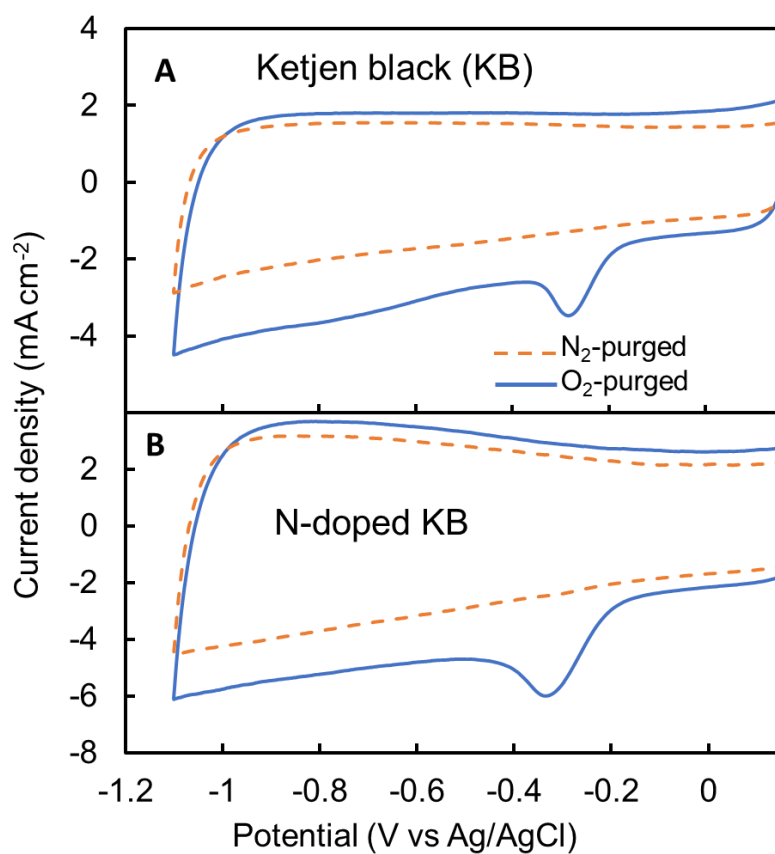 4
A
Ketjen black (KB)
2
0
-2
-4
N₂-purged
O₂-purged
B
2
N-doped KB
0
-2
-4
-6
-8
-1.2 -1 -0.8 -0.6 -0.4 -0.2 0
Potential (V vs Ag/AgCl)
Current density (mA cm⁻²)